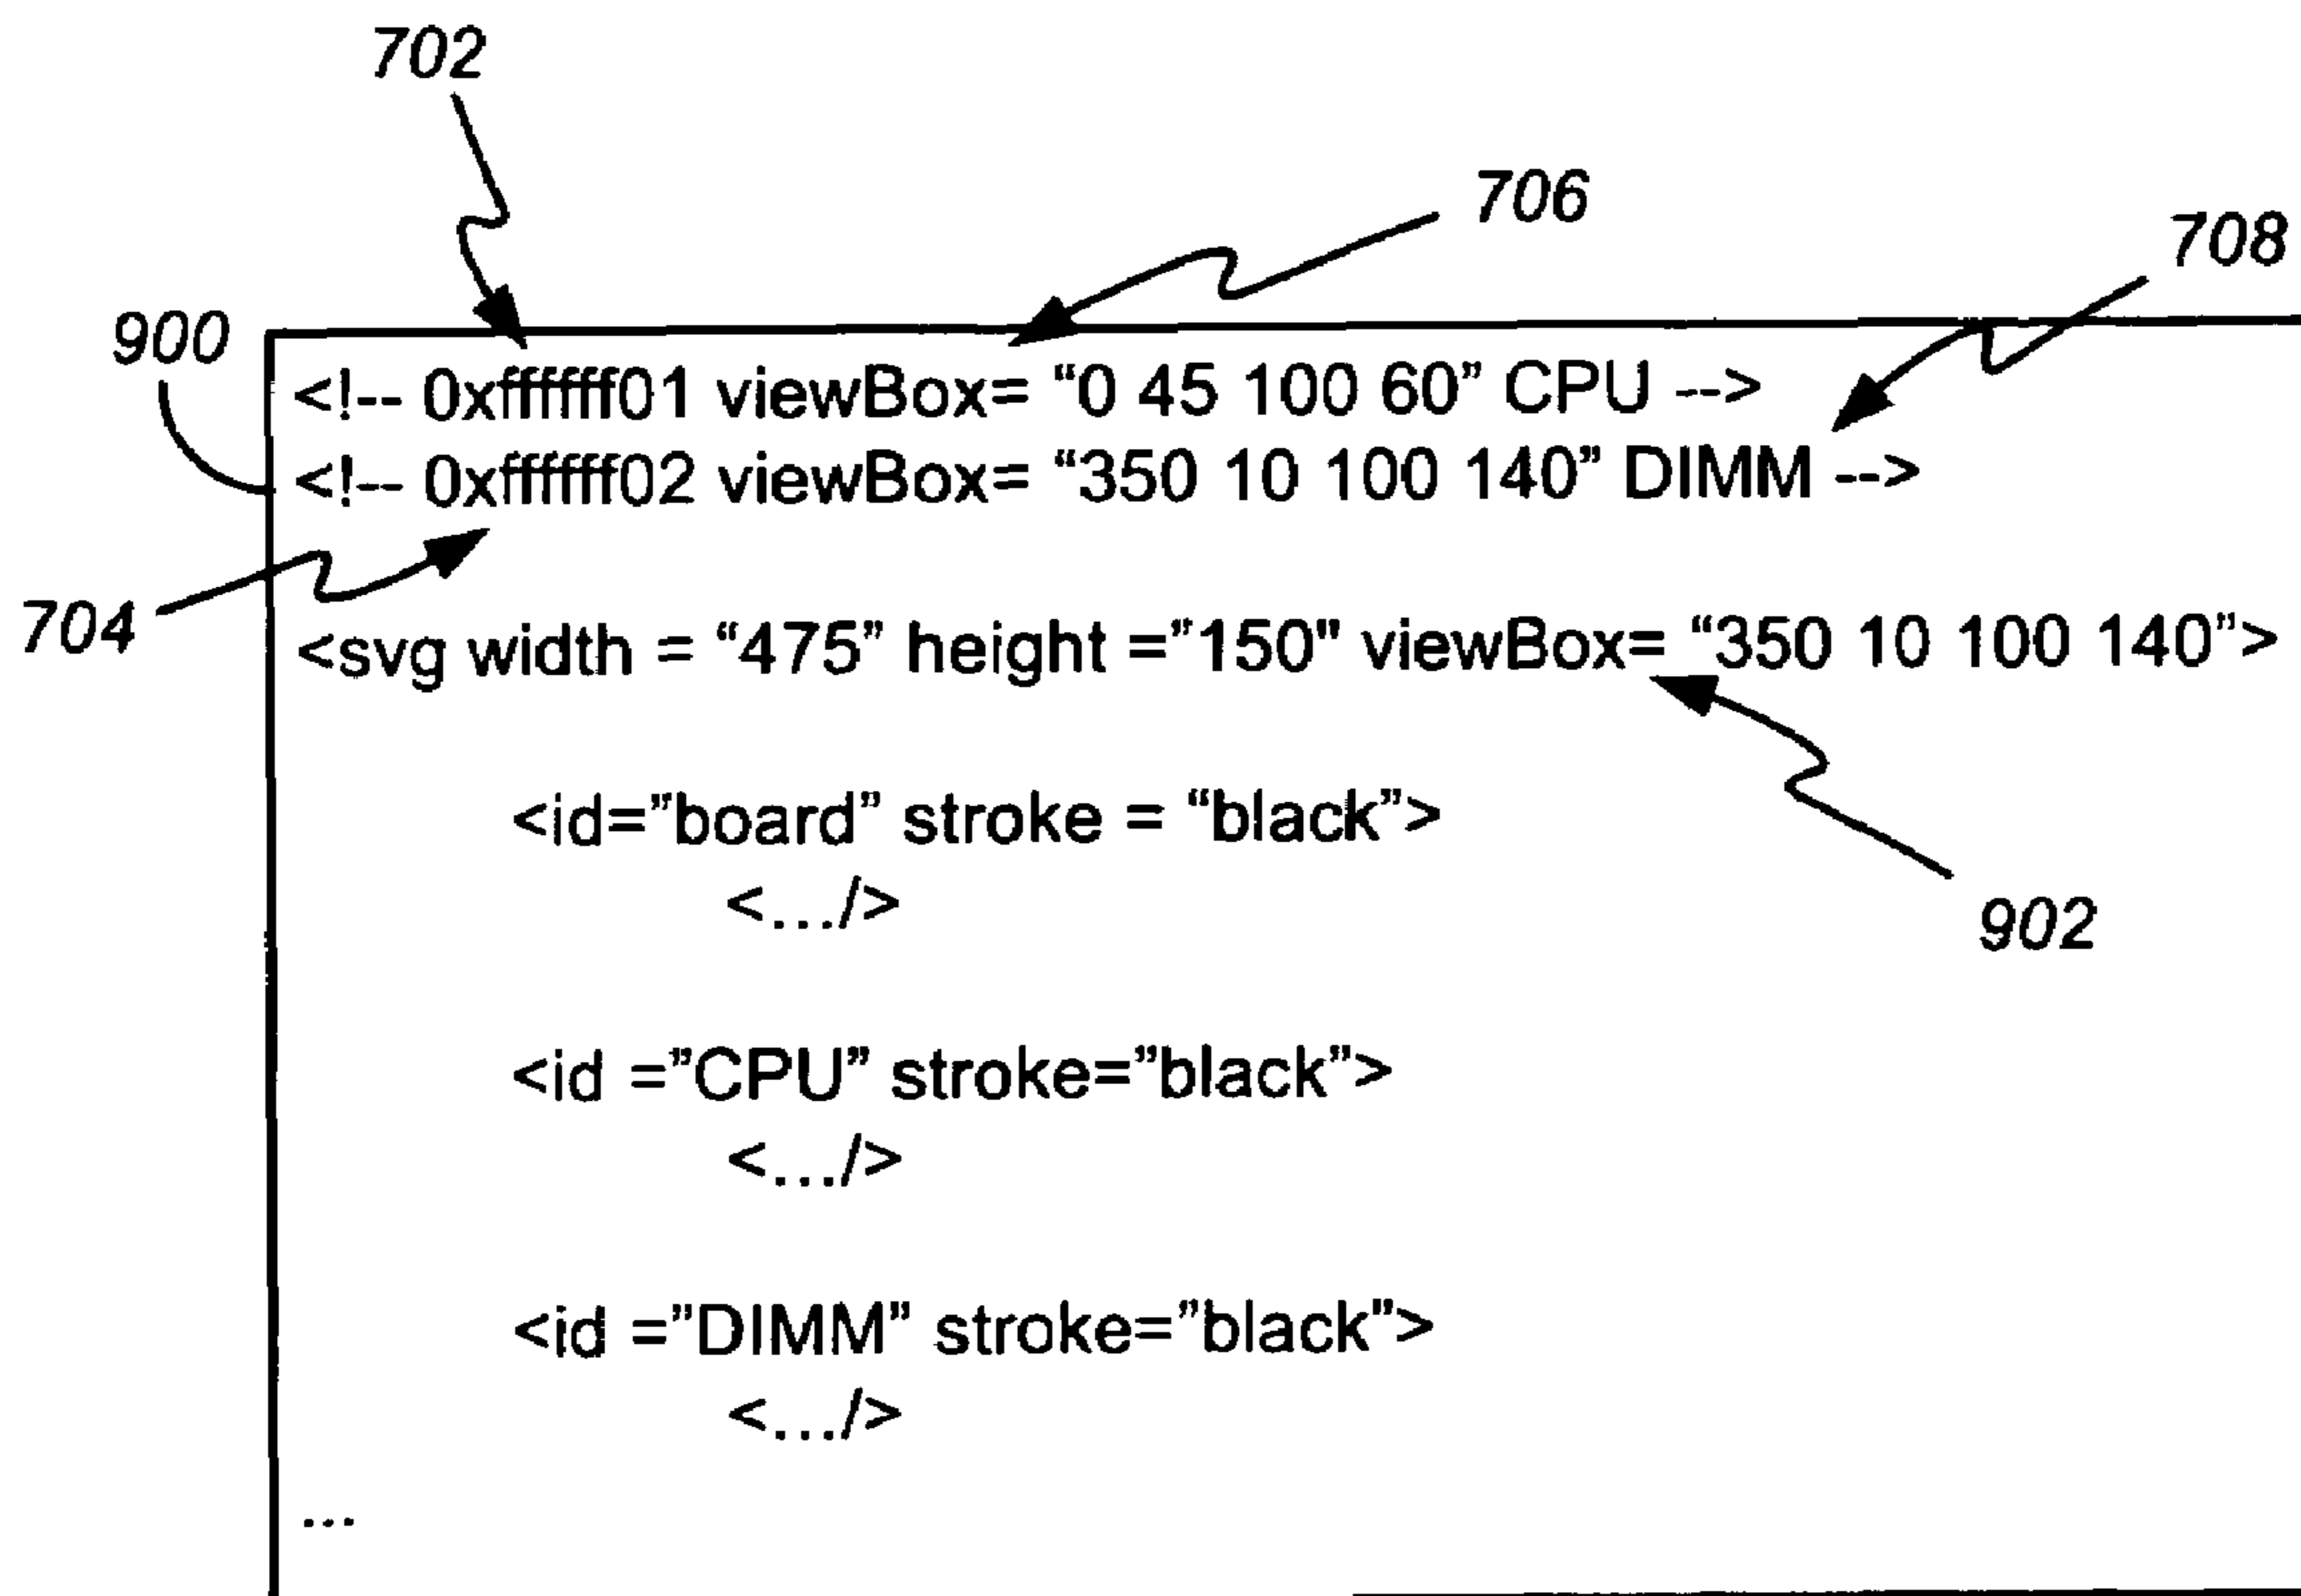 702
706
708
900
<!-- 0xffffff01 viewBox= “0 45 100 60” CPU -->
<!-- 0xffffff02 viewBox= “350 10 100 140” DIMM -->
704
<svg width = “475” height =”150" viewBox= “350 10 100 140”>
<id=”board” stroke = “black”>
<.../>
902
<id =”CPU” stroke=”black”>
<.../>
<id =”DIMM” stroke=”black”>
<.../>
...